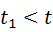 t₁ < t